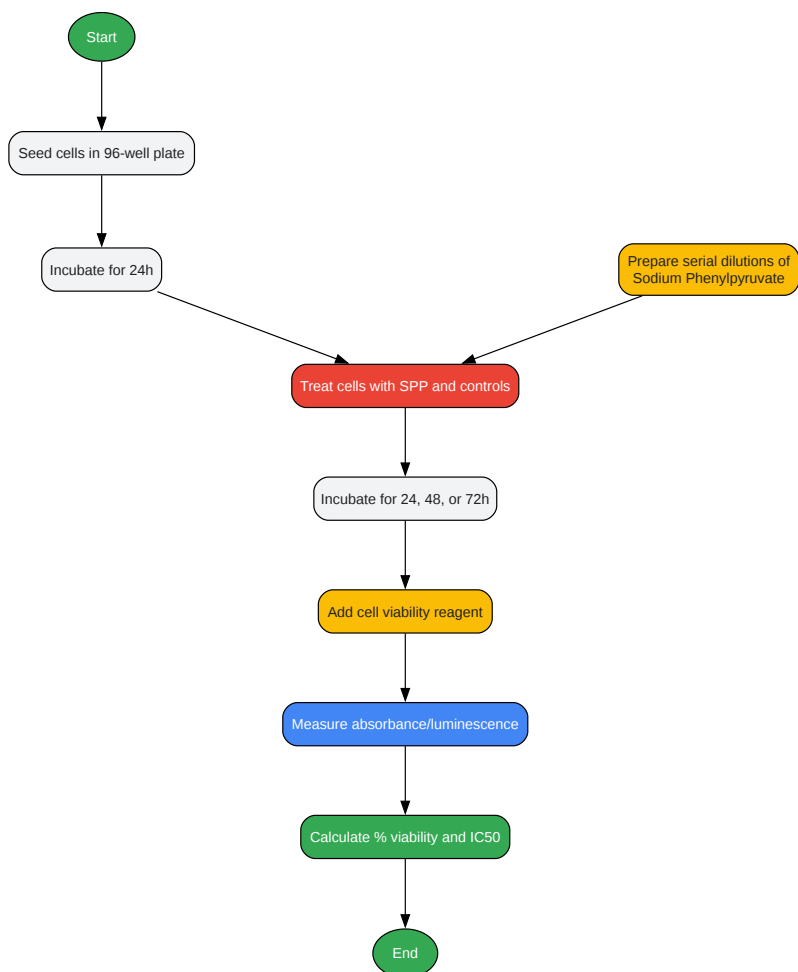 Start
Seed cells in 96-well plate
Incubate for 24h
Prepare serial dilutions of
Sodium Phenylpyruvate
Treat cells with SPP and controls
Incubate for 24, 48, or 72h
Add cell viability reagent
Measure absorbance/luminescence
Calculate % viability and IC50
End